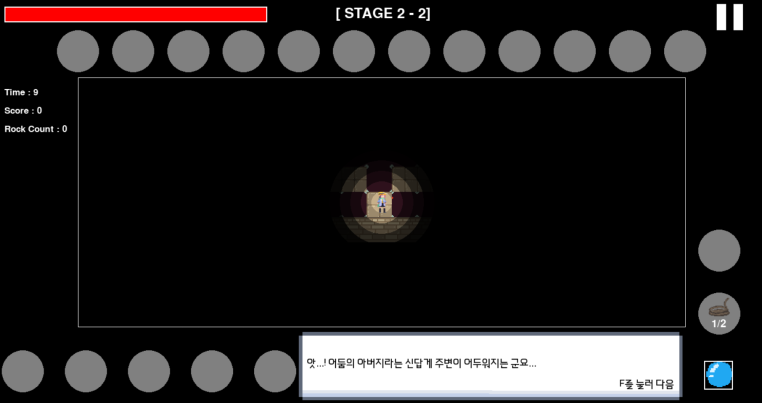 [ STAGE 2 - 2]
Time : 9
Score : 0
Rock Count : 0
1/2
앗...! 어둠의 아버지라는 신답게 주변이 어두워지는 군요...
F를 눌러 다음